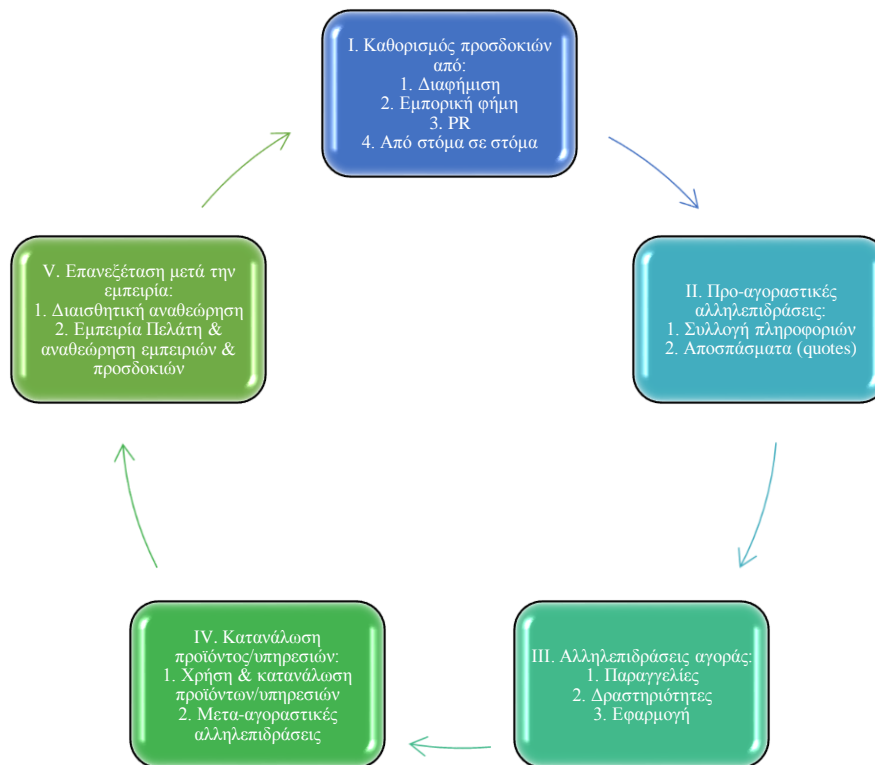 I. Καθορισμός προσδοκιών
από:
1. Διαφήμιση
2. Εμπορική φήμη
3. PR
4. Από στόμα σε στόμα
II. Προ-αγοραστικές
αλληλεπιδράσεις:
1. Συλλογή πληροφοριών
2. Αποσπάσματα (quotes)
III. Αλληλεπιδράσεις αγοράς:
1. Παραγγελίες
2. Δραστηριότητες
3. Εφαρμογή
IV. Κατανάλωση
προϊόντος/υπηρεσιών:
1. Χρήση & κατανάλωση
προϊόντων/υπηρεσιών
2. Μετα-αγοραστικές
αλληλεπιδράσεις
V. Επανεξέταση μετά την
εμπειρία:
1. Διαισθητική αναθεώρηση
2. Εμπειρία Πελάτη &
αναθεώρηση εμπειριών &
προσδοκιών